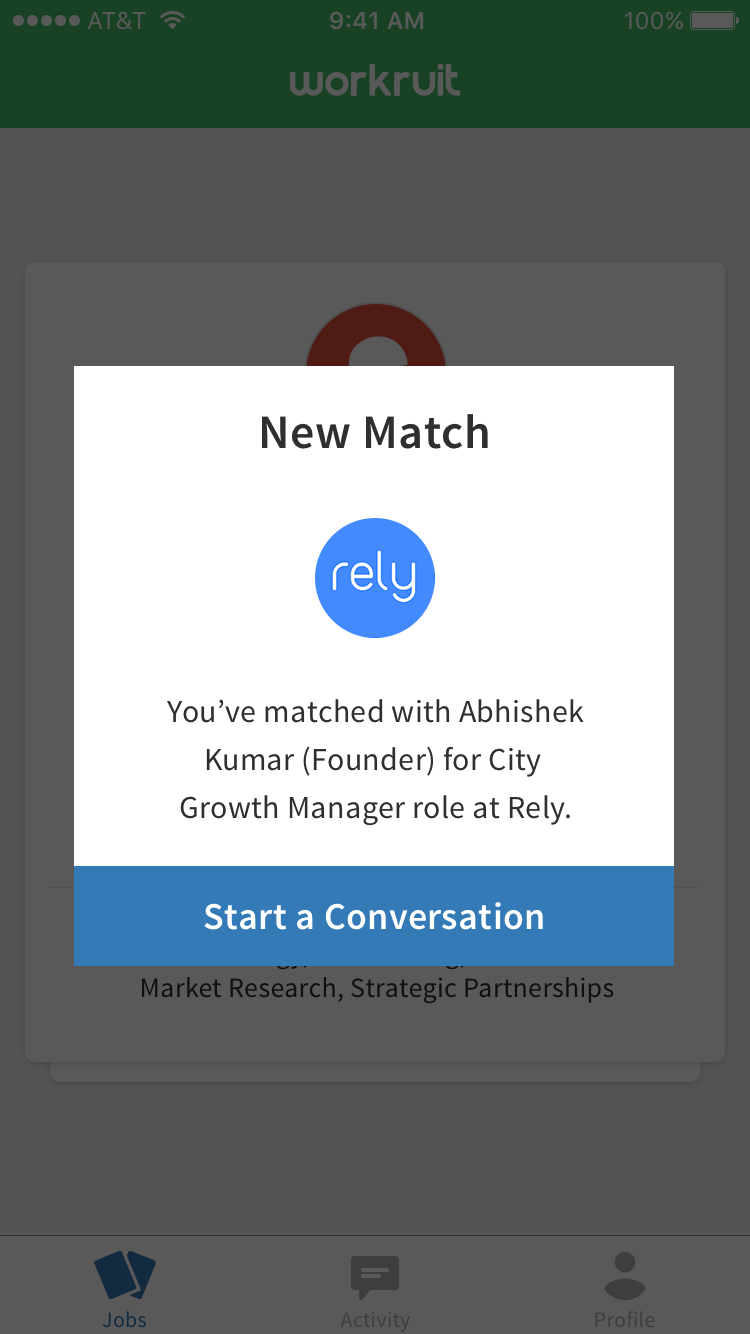 AT&T 9:41 AM 100%
workruit
New Match
rely
You’ve matched with Abhishek
Kumar (Founder) for City
Growth Manager role at Rely.
Start a Conversation
Market Research, Strategic Partnerships
Jobs Activity Profile